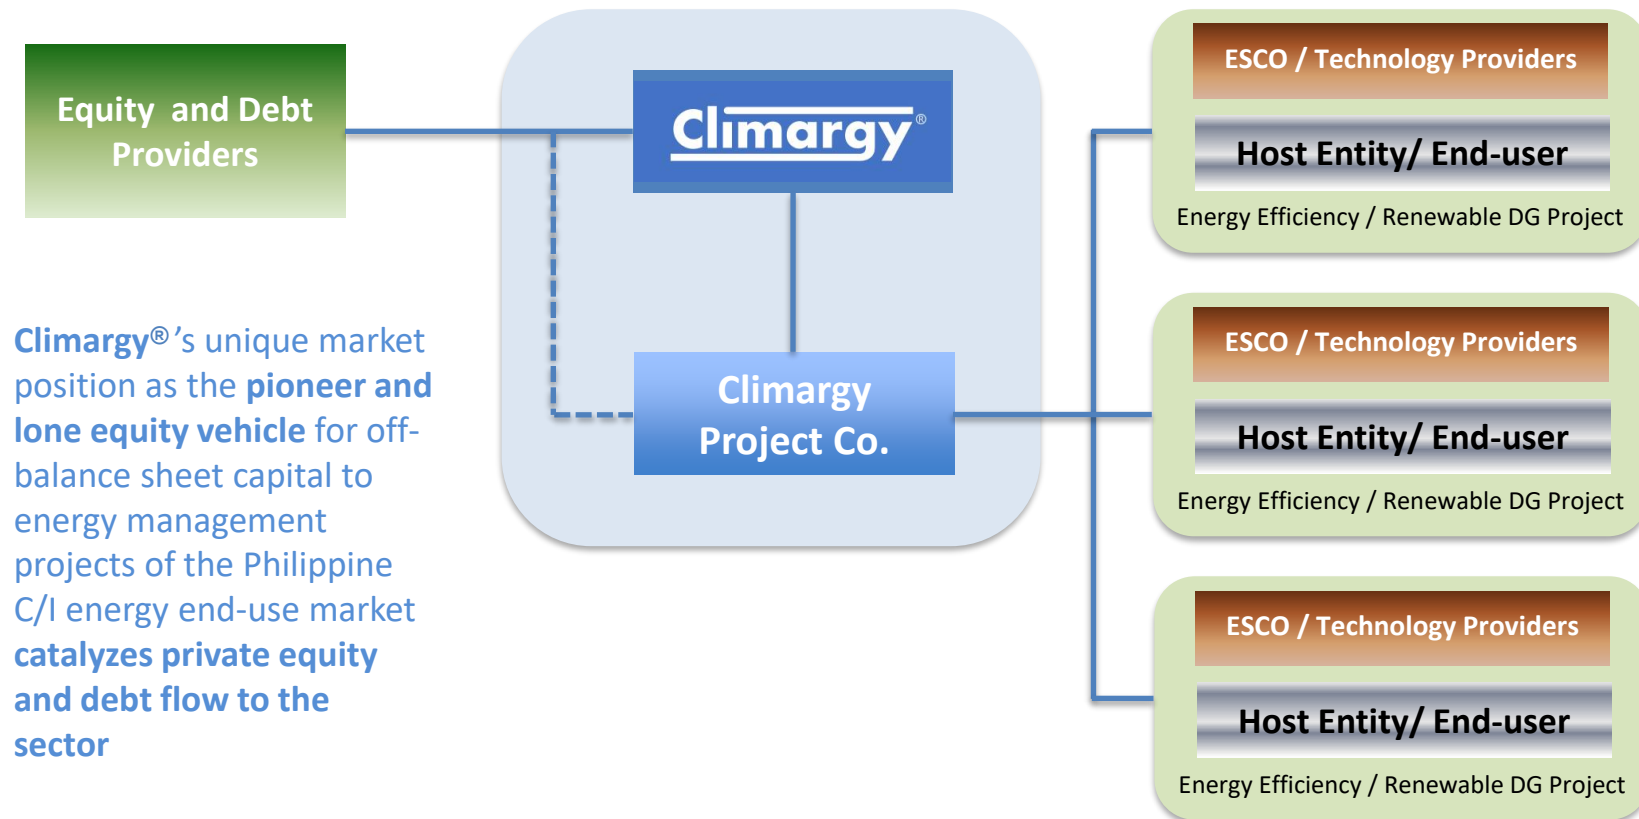 Equity  and Debt
Providers
Climargy®
Climargy
Project Co.
Climargy® 's unique market
position as the pioneer and
lone equity vehicle for off-
balance sheet capital to
energy management
projects of the Philippine
C/I energy end-use market
catalyzes private equity
and debt flow to the
sector
ESCO / Technology Providers
Host Entity/ End-user
Energy Efficiency / Renewable DG Project
ESCO / Technology Providers
Host Entity/ End-user
Energy Efficiency / Renewable DG Project
ESCO / Technology Providers
Host Entity/ End-user
Energy Efficiency / Renewable DG Project